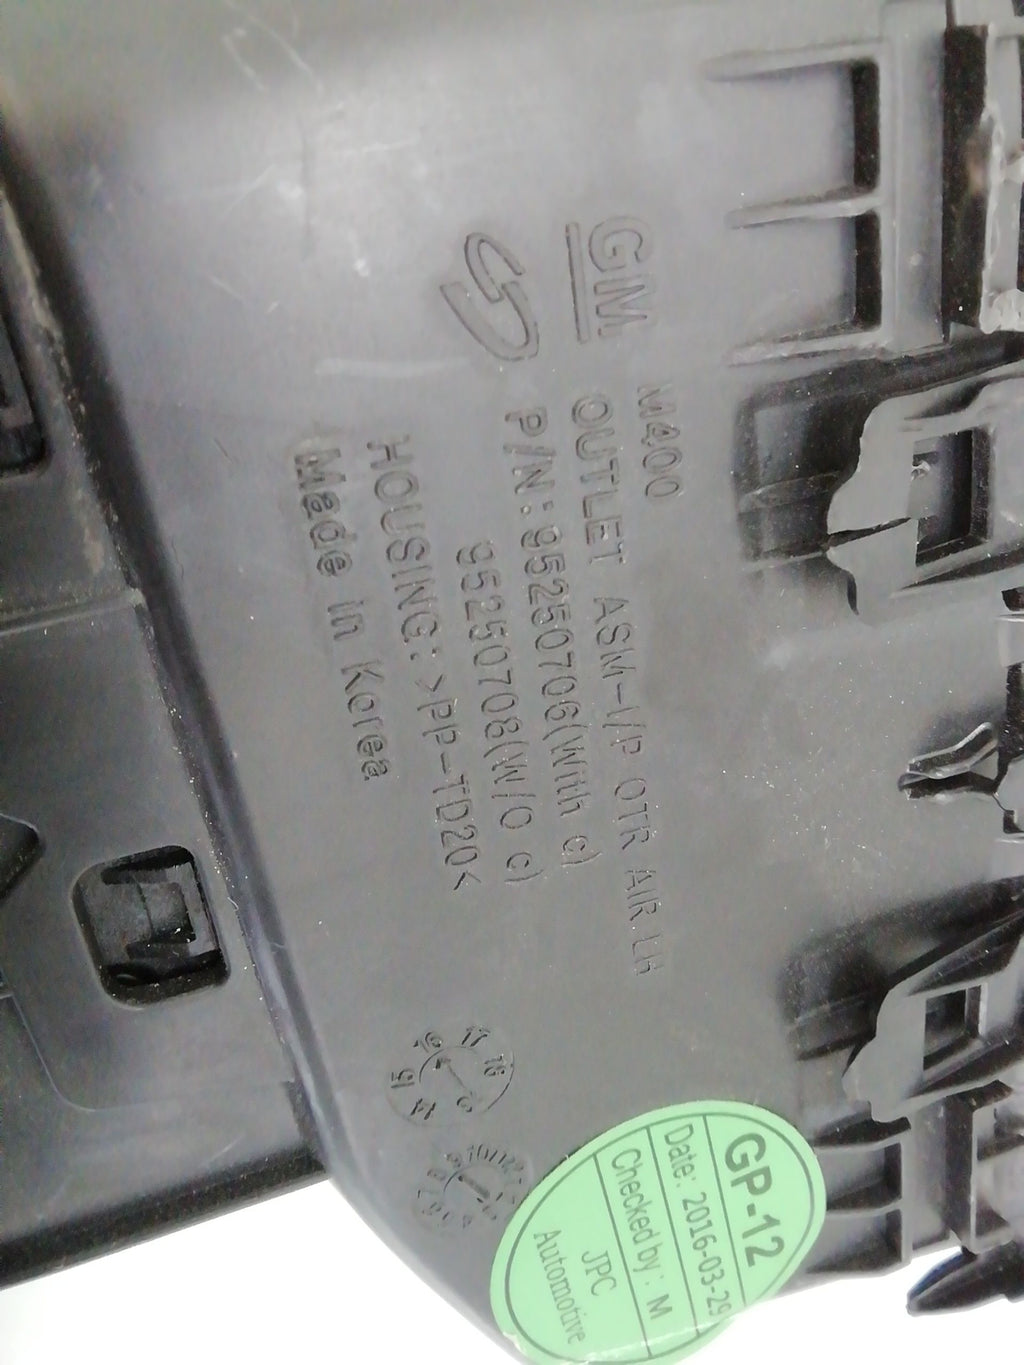 GM
M400
OUTLET ASM-I/P OTR AIR LH
P/N:95250706(With c)
95250708(W/O c)
HOUSING:>PP-TD20<
Made in Korea
GP-12
Date: 2016-03-29
Checked by: M
JPC
Automotive